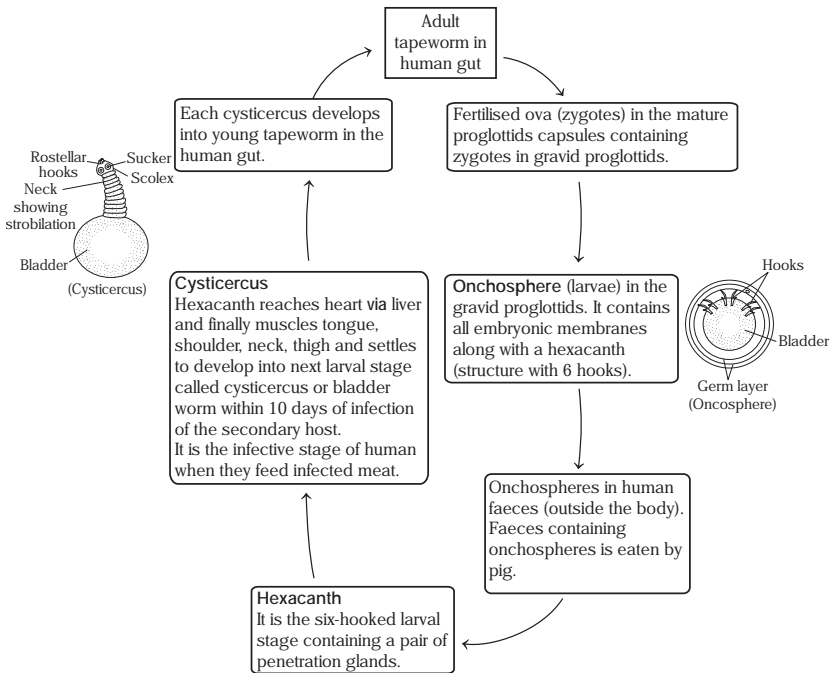 Adult
tapeworm in
human gut
Each cysticercus develops
into young tapeworm in the
human gut.
Fertilised ova (zygotes) in the mature
proglottids capsules containing
zygotes in gravid proglottids.
Rostellar
hooks
Neck
showing
strobilation
Sucker
Scolex
Bladder
(Cysticercus)
Cysticercus
Hexacanth reaches heart via liver
and finally muscles tongue,
shoulder, neck, thigh and settles
to develop into next larval stage
called cysticercus or bladder
worm within 10 days of infection
of the secondary host.
It is the infective stage of human
when they feed infected meat.
Onchosphere (larvae) in the
gravid proglottids. It contains
all embryonic membranes
along with a hexacanth
(structure with 6 hooks).
Hooks
Bladder
Germ layer
(Oncosphere)
Onchospheres in human
faeces (outside the body).
Faeces containing
onchospheres is eaten by
pig.
Hexacanth
It is the six-hooked larval
stage containing a pair of
penetration glands.